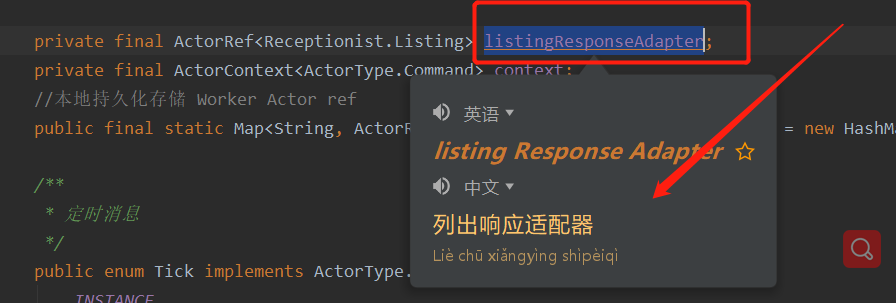 private final ActorRef<Receptionist.Listing> listingResponseAdapter;
private final ActorContext<ActorType.Command> context;
//本地持久化存储 Worker Actor ref
public final static Map<String, ActorR = new HashMa
英语
listing Response Adapter
/**
中文
* 定时消息
列出响应适配器
*/
Liè chū xiǎngyìng shìpèiqì
public enum Tick implements ActorType.
INSTANCE